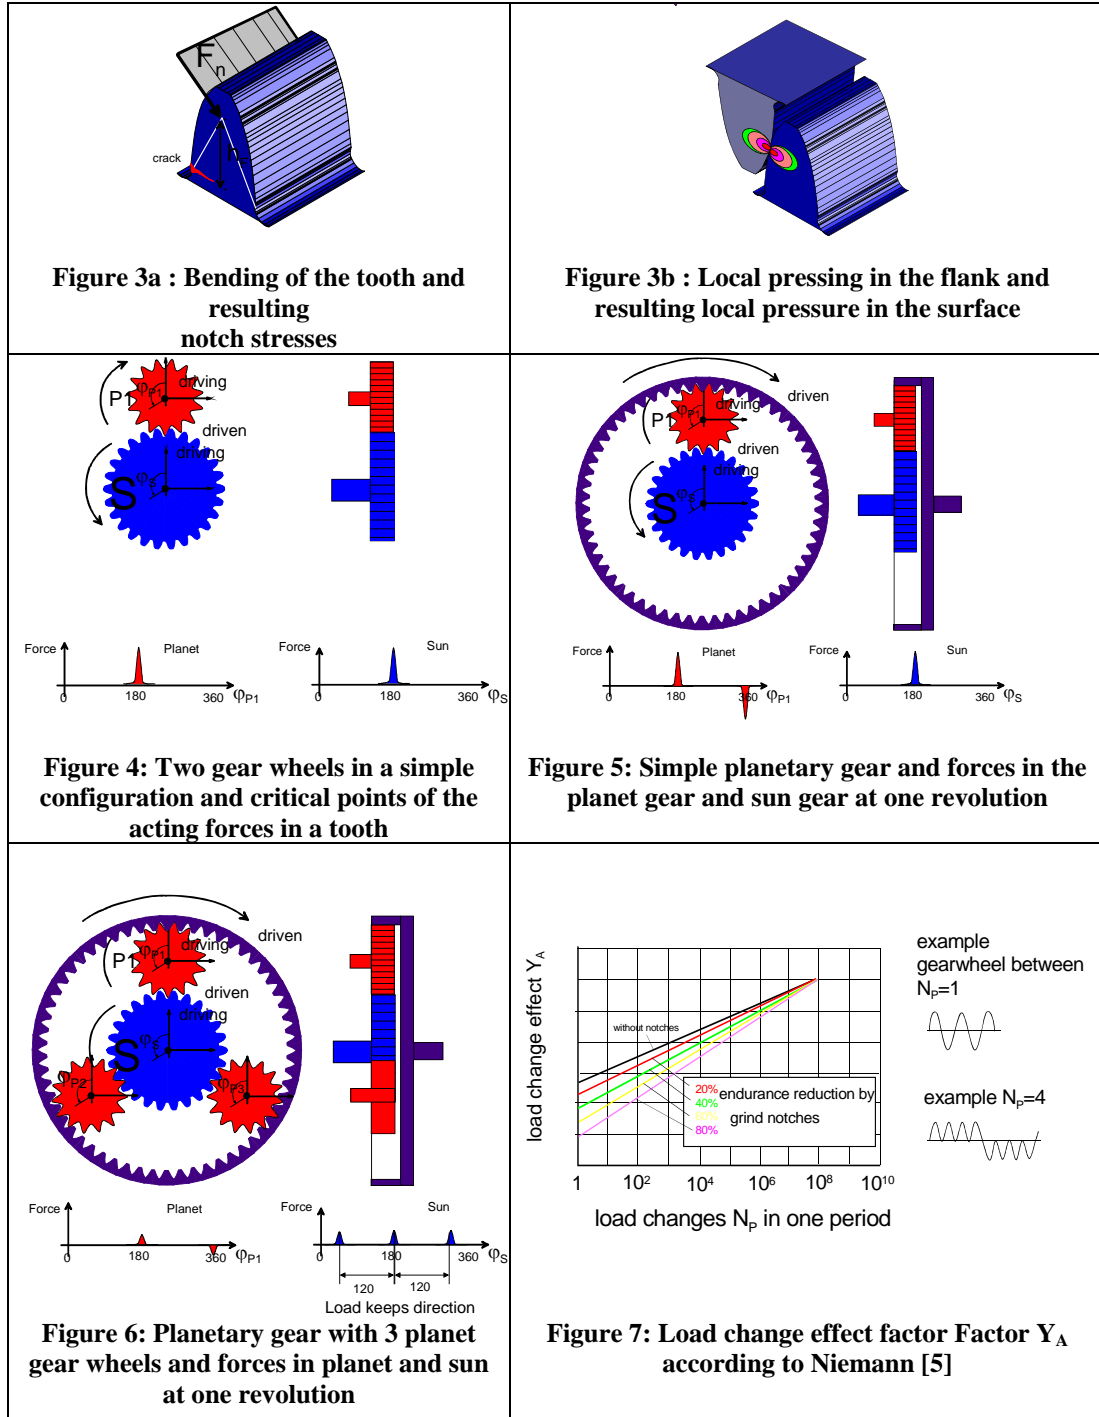 F
n
h
crack
Figure 3a : Bending of the tooth and
resulting
notch stresses
Figure 3b : Local pressing in the flank and
resulting local pressure in the surface
P1
φP1
driving
driven
driving
S
φS
Force
Planet
0
180
360
φP1
Force
Sun
0
180
360
φS
Figure 4: Two gear wheels in a simple
configuration and critical points of the
acting forces in a tooth
driven
P1
φP1
driving
driven
driving
S
φS
Force
Planet
0
180
360
φP1
Force
Sun
0
180
360
φS
Figure 5: Simple planetary gear and forces in the
planet gear and sun gear at one revolution
driven
P1
φP1
driving
driven
driving
S
φS
φP2
φP3
Force
Planet
0
180
360
φP1
Force
Sun
0
180
360
φS
120
120
Load keeps direction
Figure 6: Planetary gear with 3 planet
gear wheels and forces in planet and sun
at one revolution
load change effect YA
without notches
20%
40%
60%
80%
endurance reduction by
grind notches
1
10²
10⁴
10⁶
10⁸
10¹⁰
load changes NP in one period
example
gearwheel between
NP=1
example NP=4
Figure 7: Load change effect factor Factor YA
according to Niemann [5]